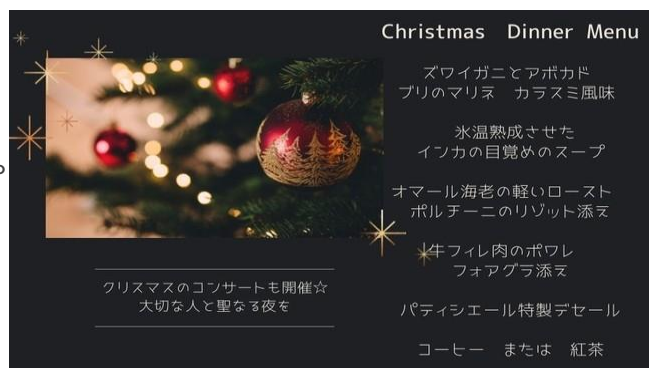 Christmas Dinner Menu
ズワイガニとアボカド
ブリのマリネ　カラスミ風味
氷温熟成させた
インカの目覚めのスープ
オマール海老の軽いロースト
ポルチーニのリゾット添え
牛フィレ肉のポワレ
フォアグラ添え
パティシエール特製デセール
コーヒー　または　紅茶
クリスマスのコンサートも開催☆
大切な人と聖なる夜を